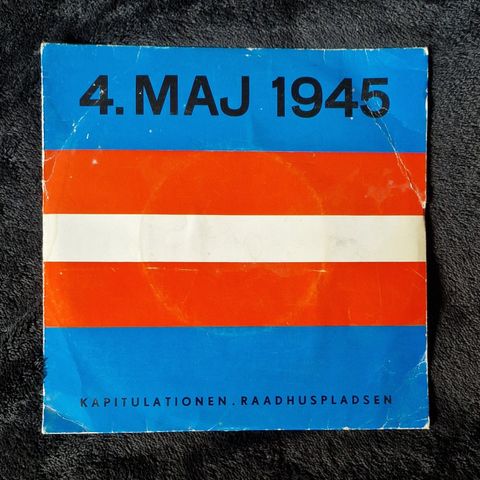 4. MAJ 1945
KAPITULATIONEN. RAADHUSPLADSEN